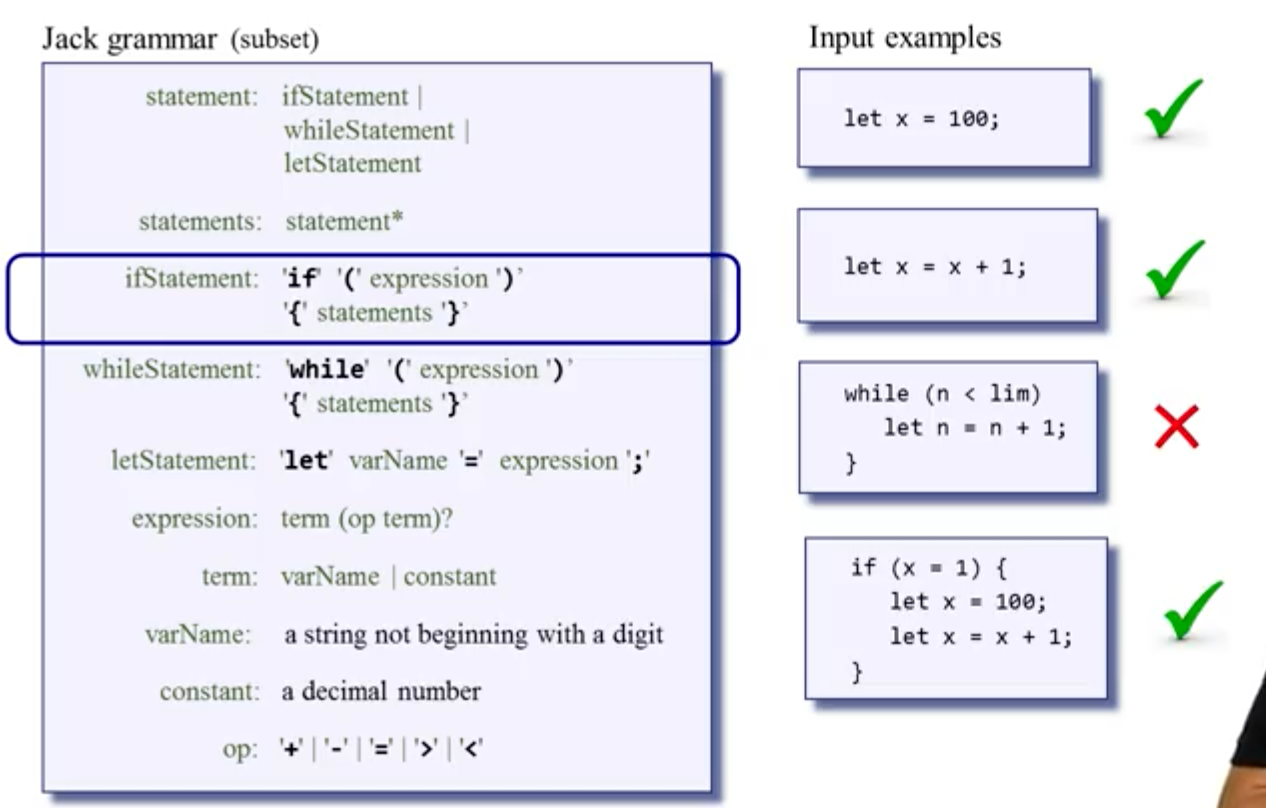 Jack grammar (subset)
statement: ifStatement |
whileStatement |
letStatement
statements: statement*
ifStatement: 'if' '(' expression ')'
'{' statements '}'
whileStatement: 'while' '(' expression ')'
'{' statements '}'
letStatement: 'let' varName '=' expression ';'
expression: term (op term)?
term: varName | constant
varName: a string not beginning with a digit
constant: a decimal number
op: '+' | '-' | '=' | '>' | '<'
Input examples
let x = 100;
let x = x + 1;
while (n < lim)
let n = n + 1;
}
if (x = 1) {
let x = 100;
let x = x + 1;
}